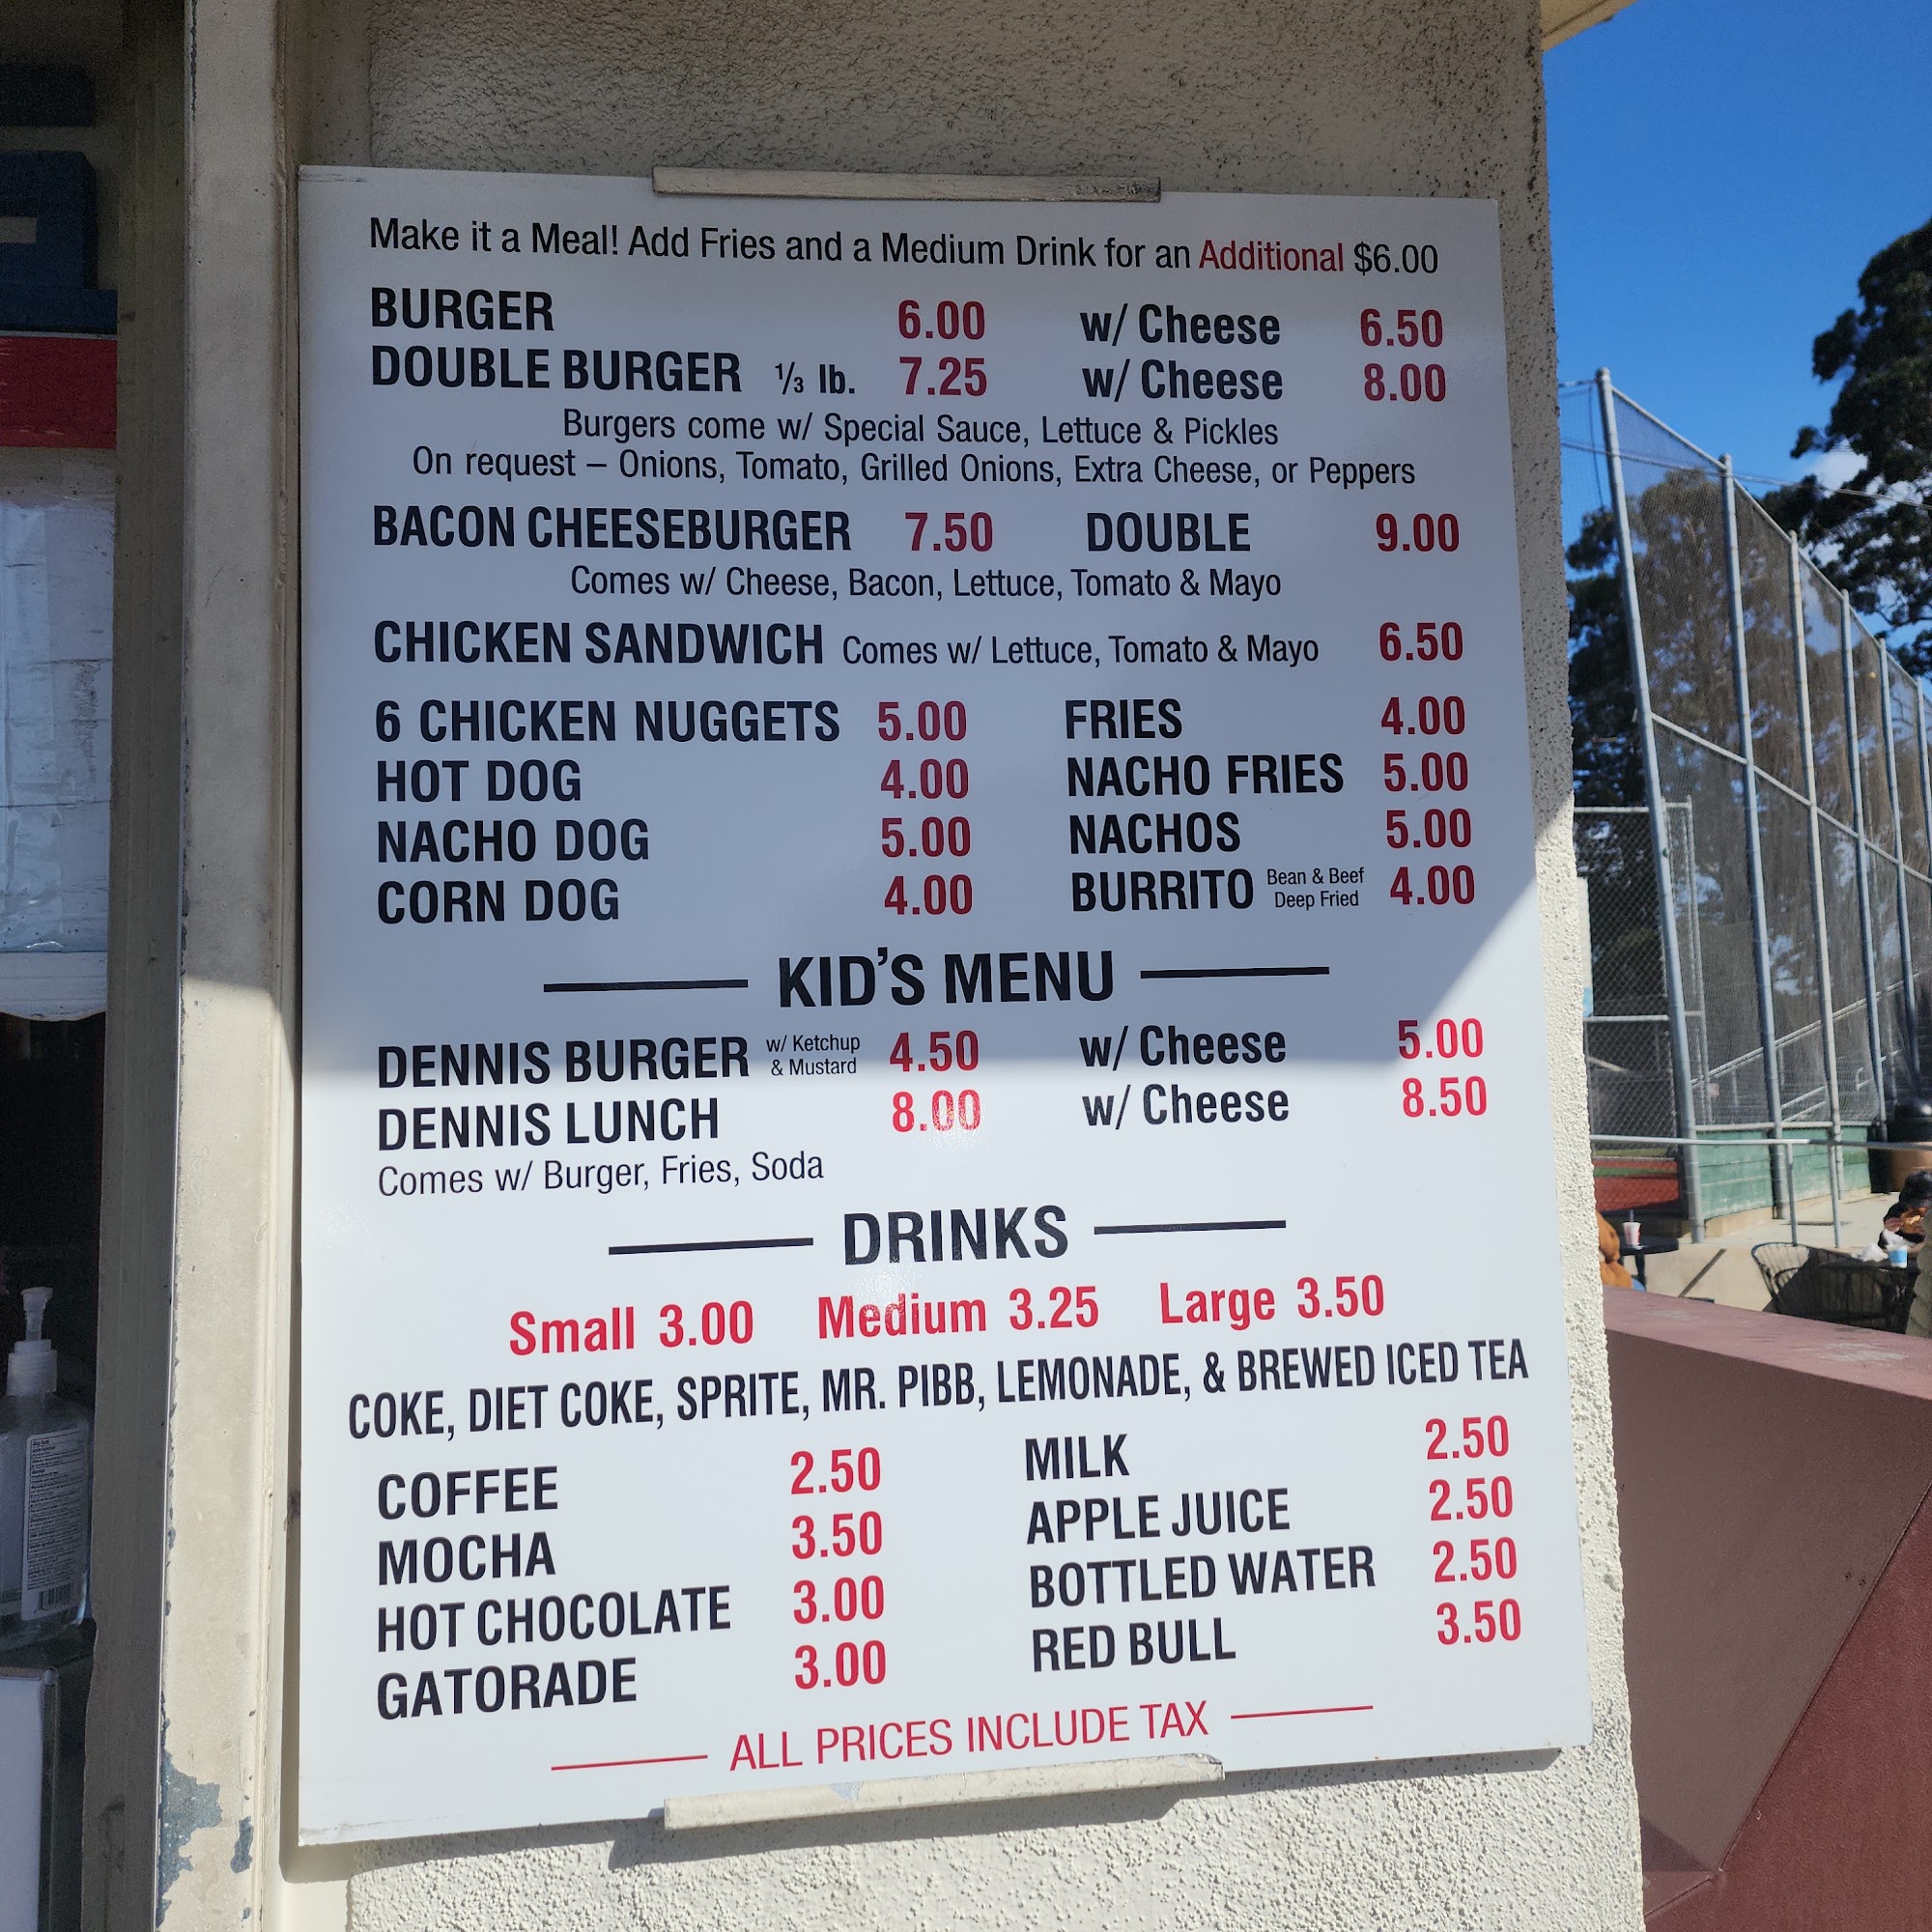 Make it a Meal! Add Fries and a Medium Drink for an Additional $6.00
BURGER 6.00 w/ Cheese 6.50
DOUBLE BURGER ⅓ lb. 7.25 w/ Cheese 8.00
Burgers come w/ Special Sauce, Lettuce & Pickles
On request – Onions, Tomato, Grilled Onions, Extra Cheese, or Peppers
BACON CHEESEBURGER 7.50 DOUBLE 9.00
Comes w/ Cheese, Bacon, Lettuce, Tomato & Mayo
CHICKEN SANDWICH Comes w/ Lettuce, Tomato & Mayo 6.50
6 CHICKEN NUGGETS 5.00 FRIES 4.00
HOT DOG 4.00 NACHO FRIES 5.00
NACHO DOG 5.00 NACHOS 5.00
CORN DOG 4.00 BURRITO Bean & Beef Deep Fried 4.00
KID'S MENU
DENNIS BURGER w/ Ketchup & Mustard 4.50 w/ Cheese 5.00
DENNIS LUNCH 8.00 w/ Cheese 8.50
Comes w/ Burger, Fries, Soda
DRINKS
Small 3.00 Medium 3.25 Large 3.50
COKE, DIET COKE, SPRITE, MR. PIBB, LEMONADE, & BREWED ICED TEA
COFFEE 2.50 MILK 2.50
MOCHA 3.50 APPLE JUICE 2.50
HOT CHOCOLATE 3.00 BOTTLED WATER 2.50
GATORADE 3.00 RED BULL 3.50
ALL PRICES INCLUDE TAX